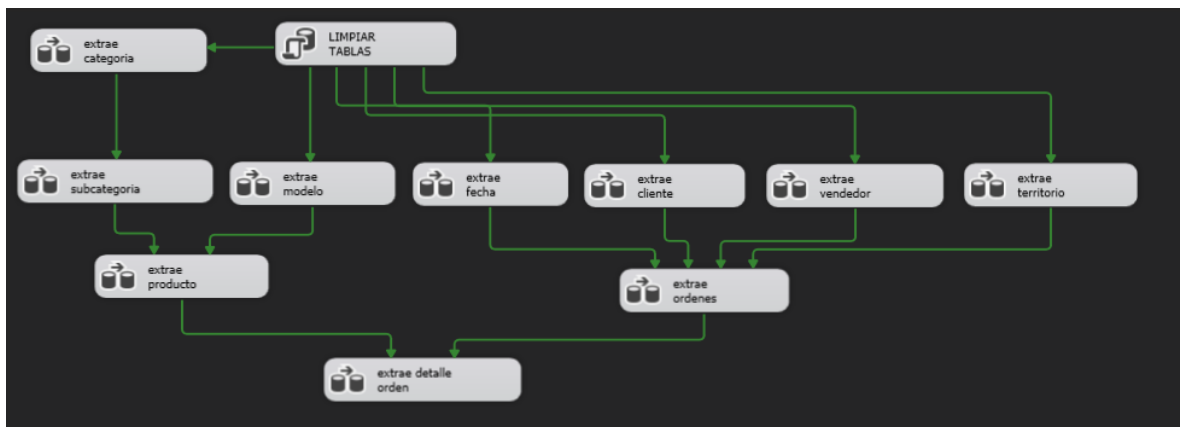 LIMPIAR
TABLAS
extrae
categoria
extrae
subcategoria
extrae
modelo
extrae
fecha
extrae
cliente
extrae
vendedor
extrae
territorio
extrae
producto
extrae
ordenes
extrae detalle
orden